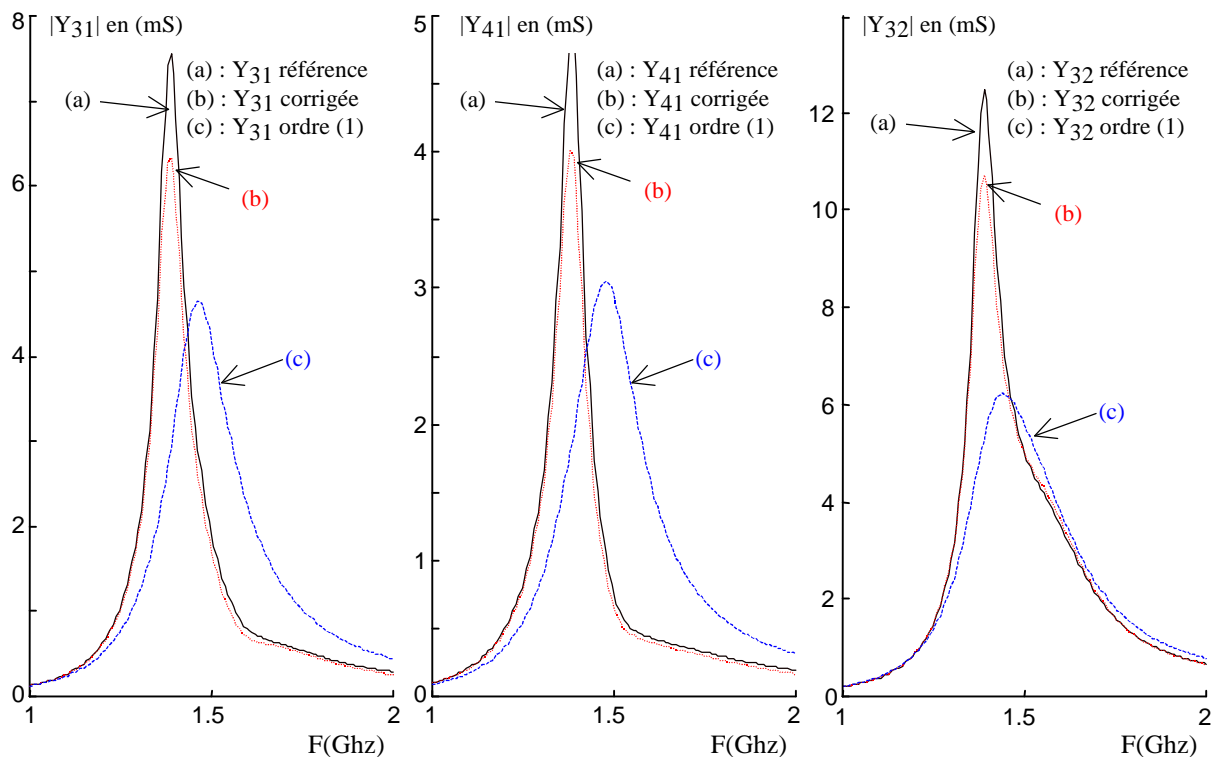 |Y31| en (mS)
(a) : Y31 référence
(b) : Y31 corrigée
(c) : Y31 ordre (1)
(a)
(b)
(c)
8
6
4
2
0
1
1.5
2
F(Ghz)
|Y41| en (mS)
(a) : Y41 référence
(b) : Y41 corrigée
(c) : Y41 ordre (1)
(a)
(b)
(c)
5
4
3
2
1
0
1
1.5
2
F(Ghz)
|Y32| en (mS)
(a) : Y32 référence
(b) : Y32 corrigée
(c) : Y32 ordre (1)
(a)
(b)
(c)
12
10
8
6
4
2
0
1
1.5
2
F(Ghz)